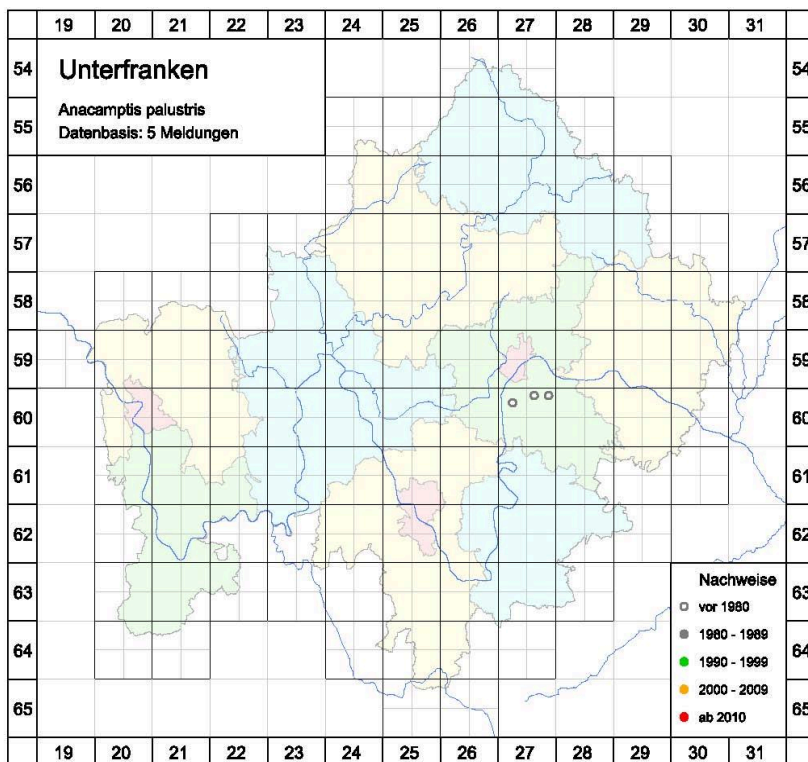 19 20 21 22 23 24 25 26 27 28 29 30 31
Unterfranken
Anacamptis palustris
Datenbasis: 5 Meldungen
54 54
55 55
56 56
57 57
58 58
59 59
60 60
61 61
62 62
63 63
64 64
65 65
Nachweise
vor 1980
1980 - 1989
1990 - 1999
2000 - 2009
ab 2010
19 20 21 22 23 24 25 26 27 28 29 30 31